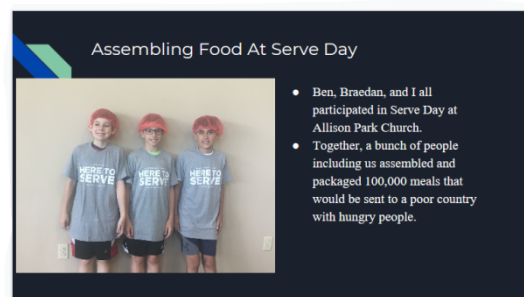 Assembling Food At Serve Day
HERE TO
SERVE
HERE TO
SERVE
HERE TO
SERVE
● Ben, Braedan, and I all
participated in Serve Day at
Allison Park Church.
● Together, a bunch of people
including us assembled and
packaged 100,000 meals that
would be sent to a poor country
with hungry people.